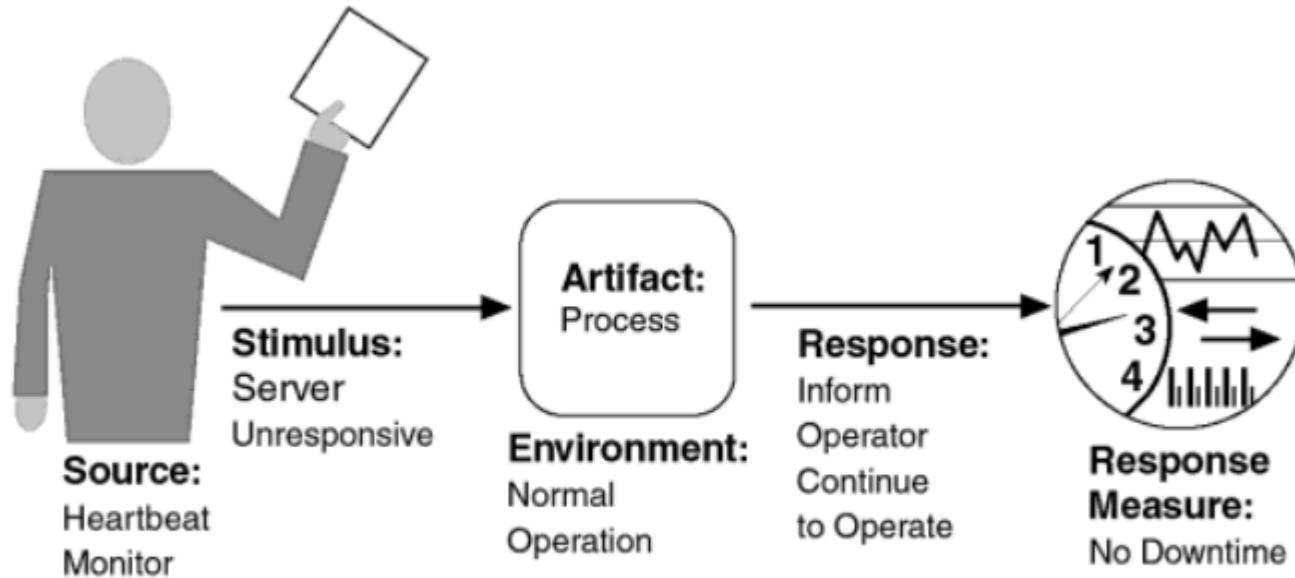 Source:
Heartbeat
Monitor
Stimulus:
Server
Unresponsive
Artifact:
Process
Environment:
Normal
Operation
Response:
Inform
Operator
Continue
to Operate
1
2
3
4
Response
Measure:
No Downtime